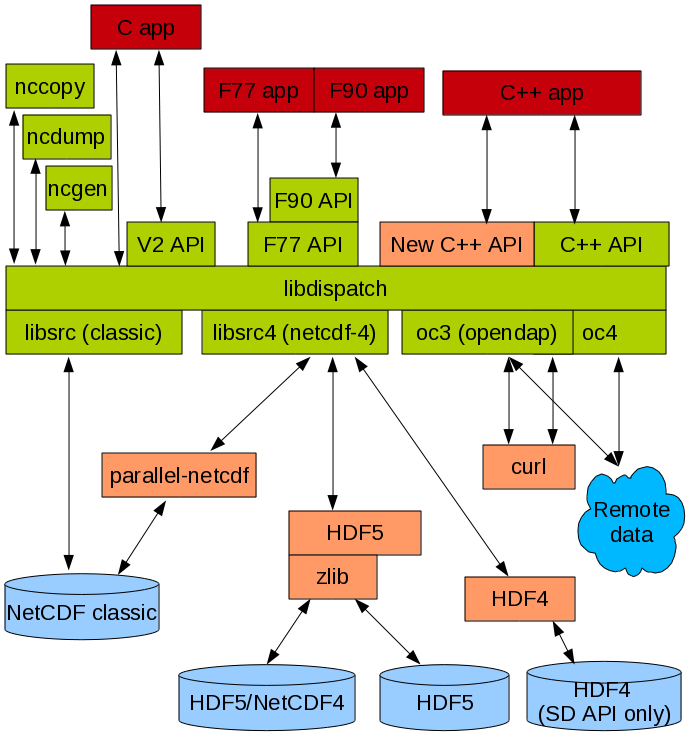 C app
nccopy
F77 app
F90 app
C++ app
ncdump
ncgen
F90 API
V2 API
F77 API
New C++ API
C++ API
libdispatch
libsrc (classic)
libsrc4 (netcdf-4)
oc3 (opendap)
oc4
parallel-netcdf
curl
Remote
data
HDF5
zlib
HDF4
NetCDF classic
HDF5/NetCDF4
HDF5
HDF4
(SD API only)